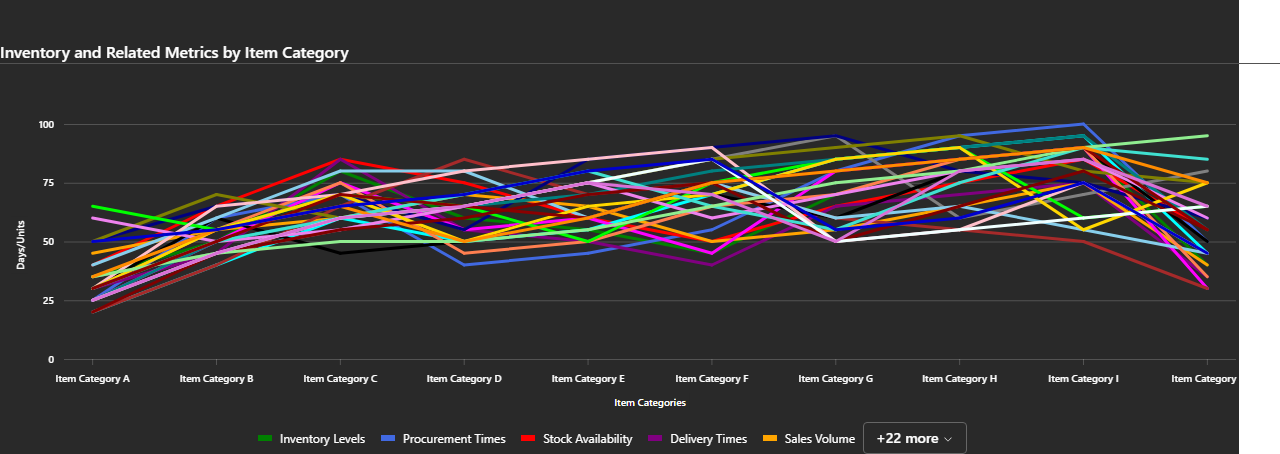 Inventory and Related Metrics by Item Category
100
75
50
25
0
Days/Units
Item Category A Item Category B Item Category C Item Category D Item Category E Item Category F Item Category G Item Category H Item Category I Item Category
Item Categories
Inventory Levels Procurement Times Stock Availability Delivery Times Sales Volume +22 more